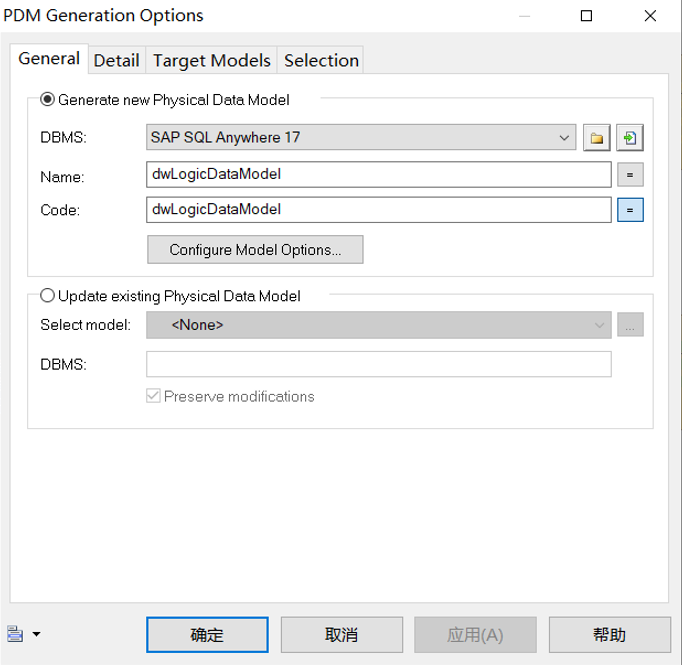 PDM Generation Options
General Detail Target Models Selection
Generate new Physical Data Model
DBMS: SAP SQL Anywhere 17
Name: dwLogicDataModel =
Code: dwLogicDataModel =
Configure Model Options...
Update existing Physical Data Model
Select model: <None> ...
DBMS:
Preserve modifications
确定 取消 应用(A) 帮助